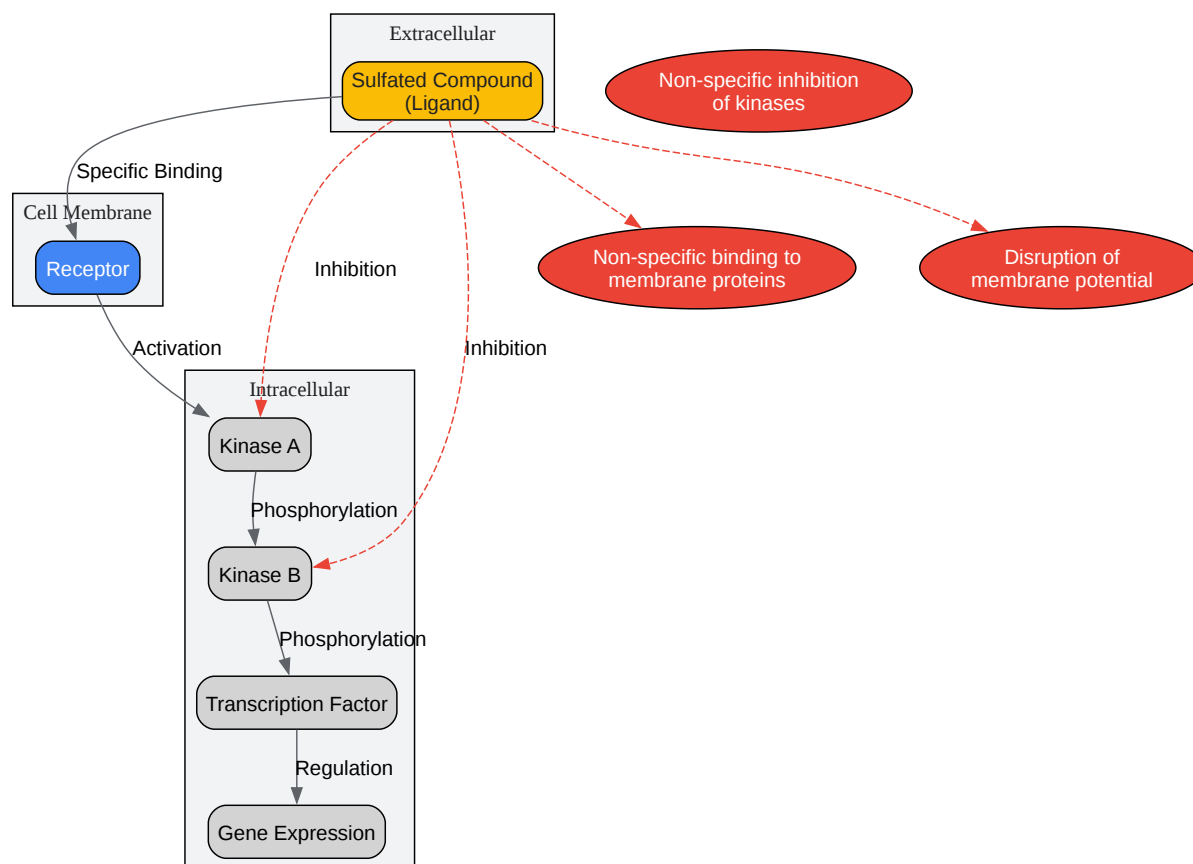 Extracellular
Sulfated Compound
(Ligand)
Non-specific inhibition
of kinases
Specific Binding
Cell Membrane
Receptor
Inhibition
Non-specific binding to
membrane proteins
Disruption of
membrane potential
Activation
Inhibition
Intracellular
Kinase A
Phosphorylation
Kinase B
Phosphorylation
Transcription Factor
Regulation
Gene Expression